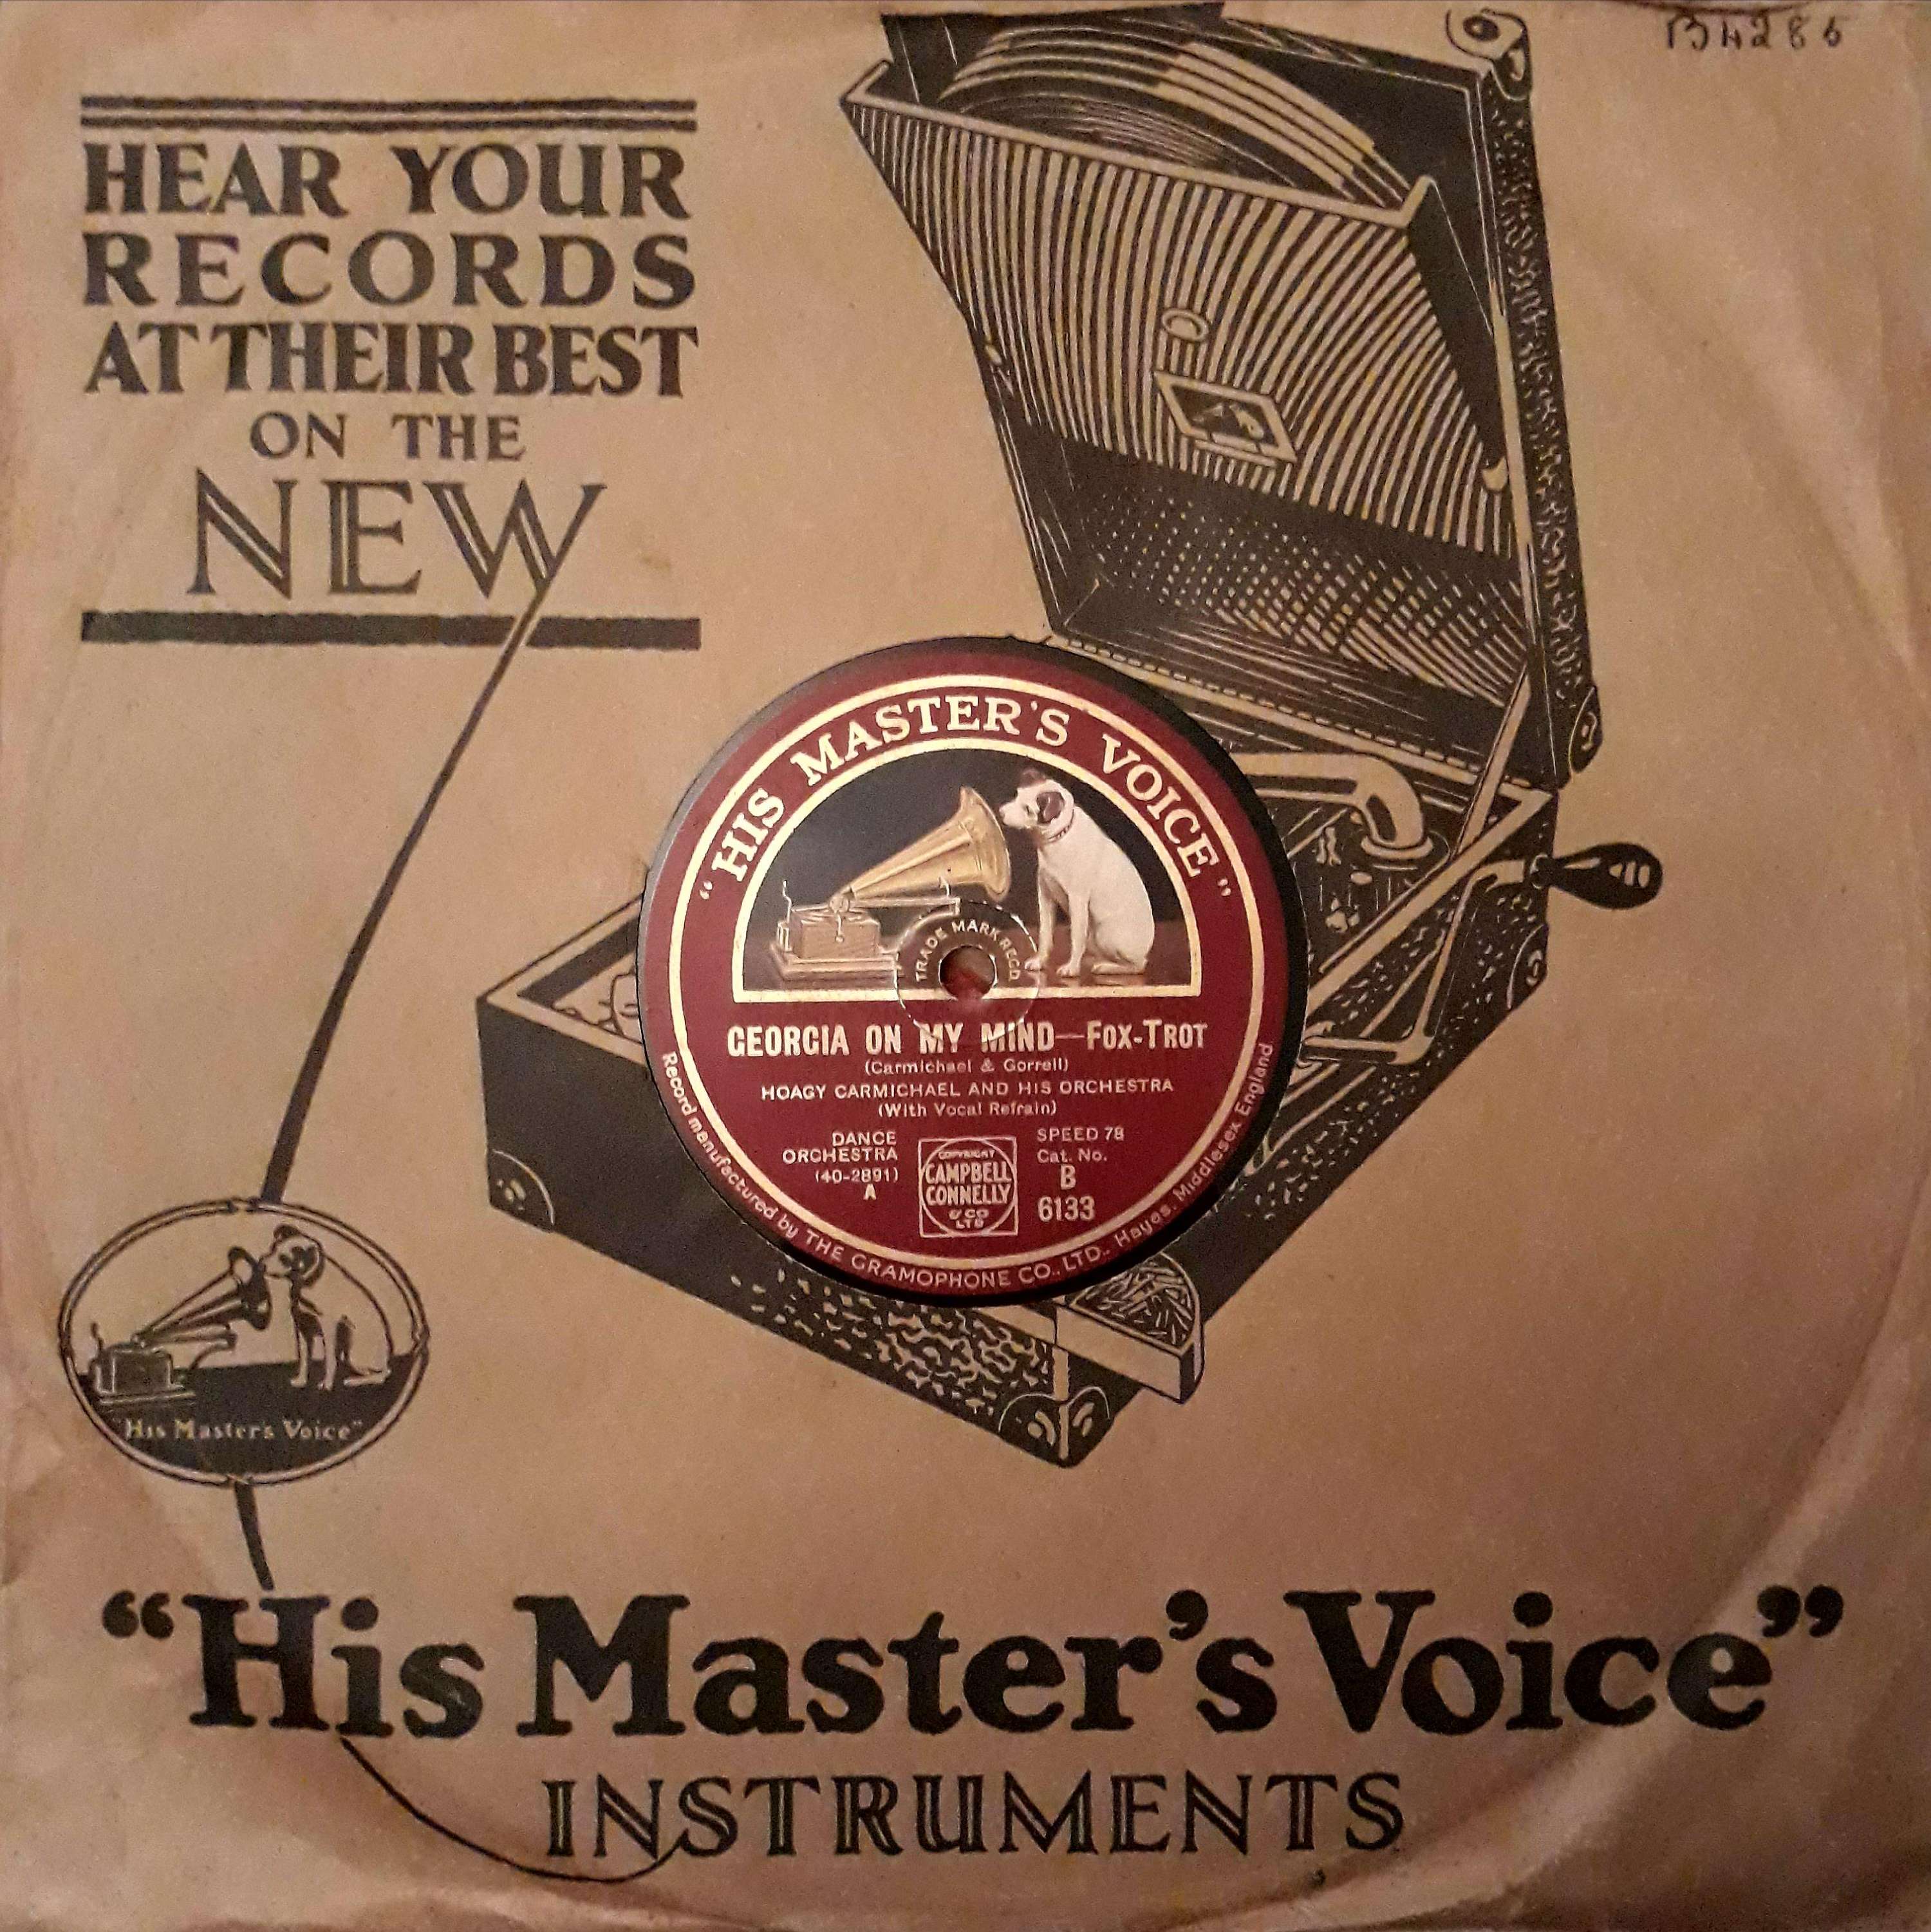 B4286
HEAR YOUR
RECORDS
AT THEIR BEST
ON THE
NEW
"HIS MASTER'S VOICE"
TRADE MARK REGD
GEORGIA ON MY MIND—FOX-TROT
(Carmichael & Gorrell)
HOAGY CARMICHAEL AND HIS ORCHESTRA
(With Vocal Refrain)
DANCE
ORCHESTRA
(40-2891)
A
COPYRIGHT
CAMPBELL
CONNELLY
& CO
LTD
SPEED 78
Cat. No.
B
6133
Record manufactured by THE GRAMOPHONE CO., LTD., Hayes, Middlesex, England
"His Master's Voice"
"His Master's Voice"
INSTRUMENTS